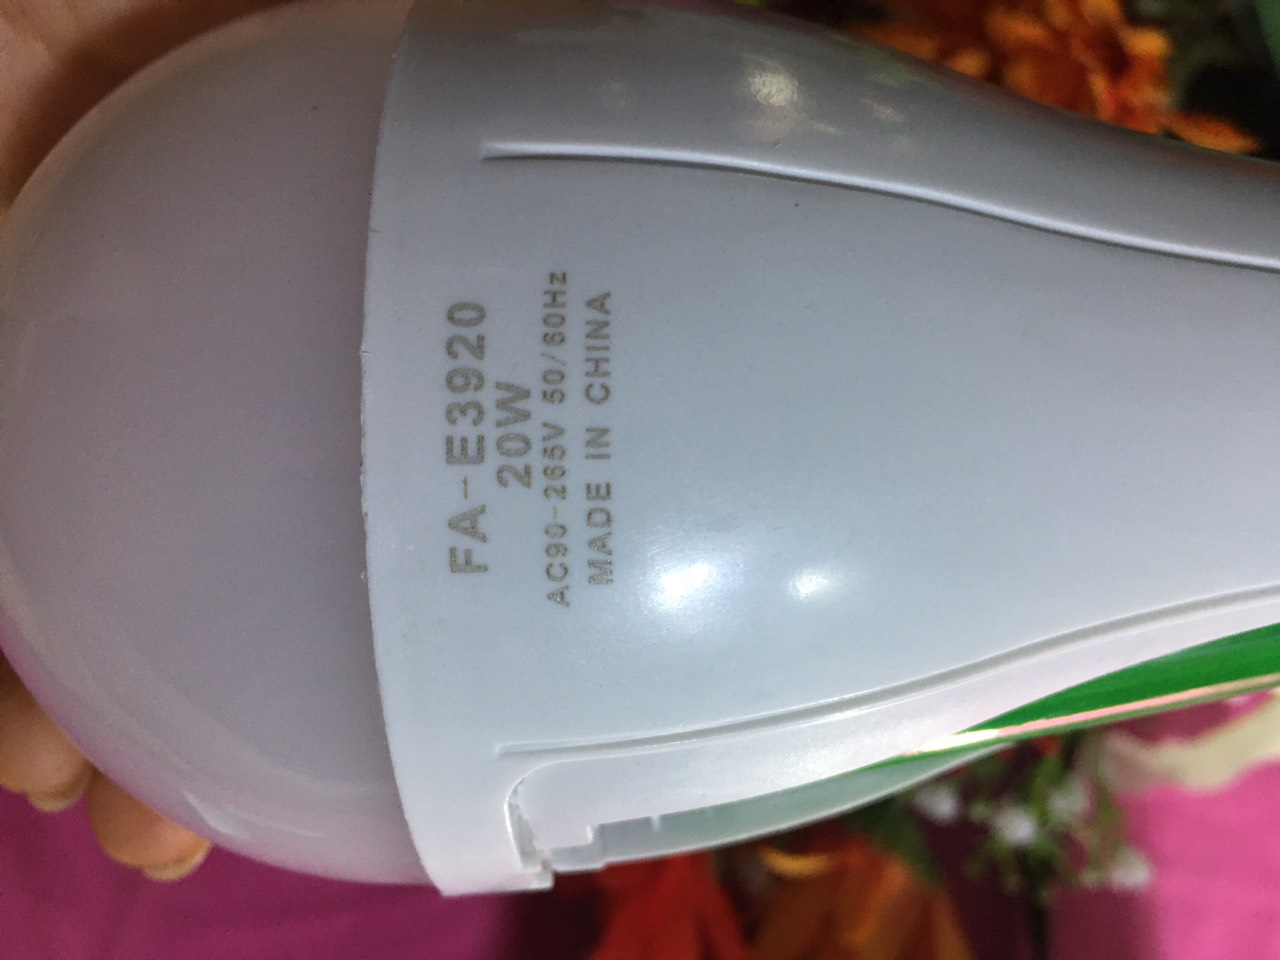 FA-E3920
20W
AC90-265V 50/60Hz
MADE IN CHINA